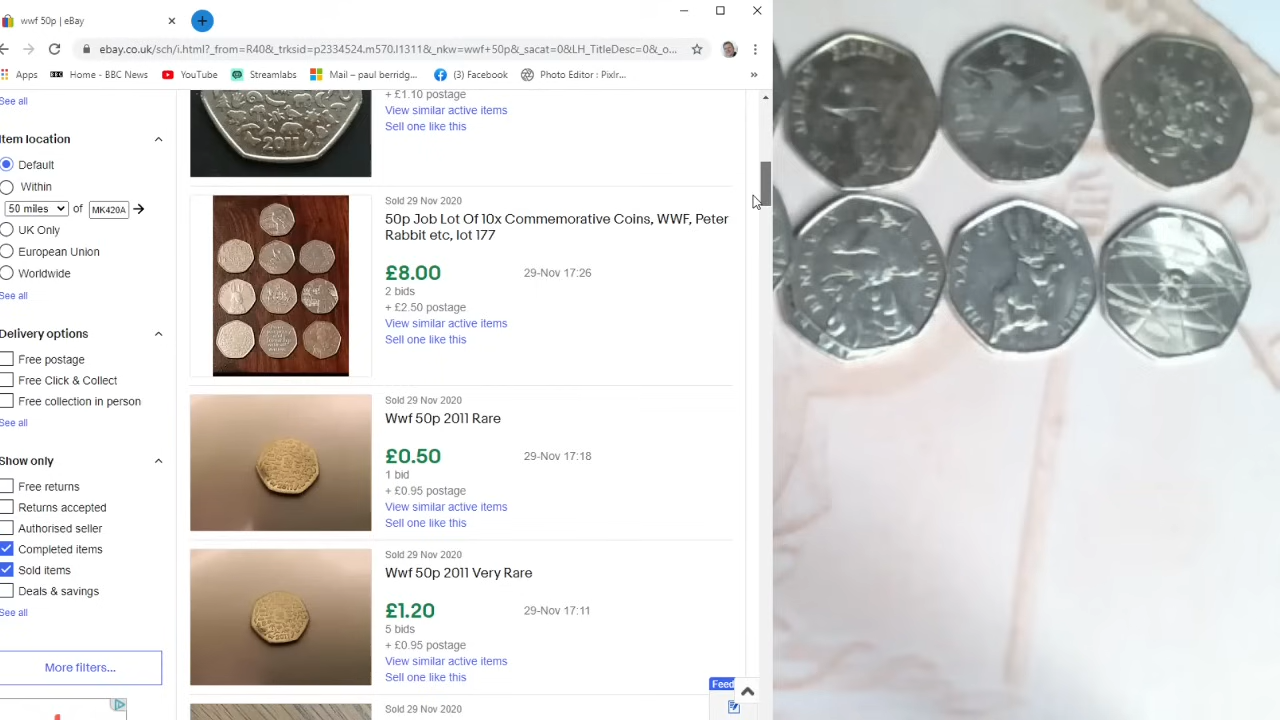 wwf 50p | eBay
ebay.co.uk/sch/i.html?_from=R40&_trksid=p2334524.m570.l1311&_nkw=wwf+50p&_sacat=0&LH_TitleDesc=0&_o...
Apps
BBC Home - BBC News
YouTube
Streamlabs
Mail – paul berridg...
(3) Facebook
Photo Editor : Pixlr...
»
See all
Item location
Default
Within
50 miles of MK420A
UK Only
European Union
Worldwide
See all
Delivery options
Free postage
Free Click & Collect
Free collection in person
See all
Show only
Free returns
Returns accepted
Authorised seller
Completed items
Sold items
Deals & savings
See all
More filters...
2011
+ £1.10 postage
View similar active items
Sell one like this
Sold 29 Nov 2020
50p Job Lot Of 10x Commemorative Coins, WWF, Peter
Rabbit etc, lot 177
£8.00 29-Nov 17:26
2 bids
+ £2.50 postage
View similar active items
Sell one like this
Sold 29 Nov 2020
Wwf 50p 2011 Rare
£0.50 29-Nov 17:18
1 bid
+ £0.95 postage
View similar active items
Sell one like this
Sold 29 Nov 2020
Wwf 50p 2011 Very Rare
£1.20 29-Nov 17:11
5 bids
+ £0.95 postage
View similar active items
Sell one like this
Sold 29 Nov 2020
Feed